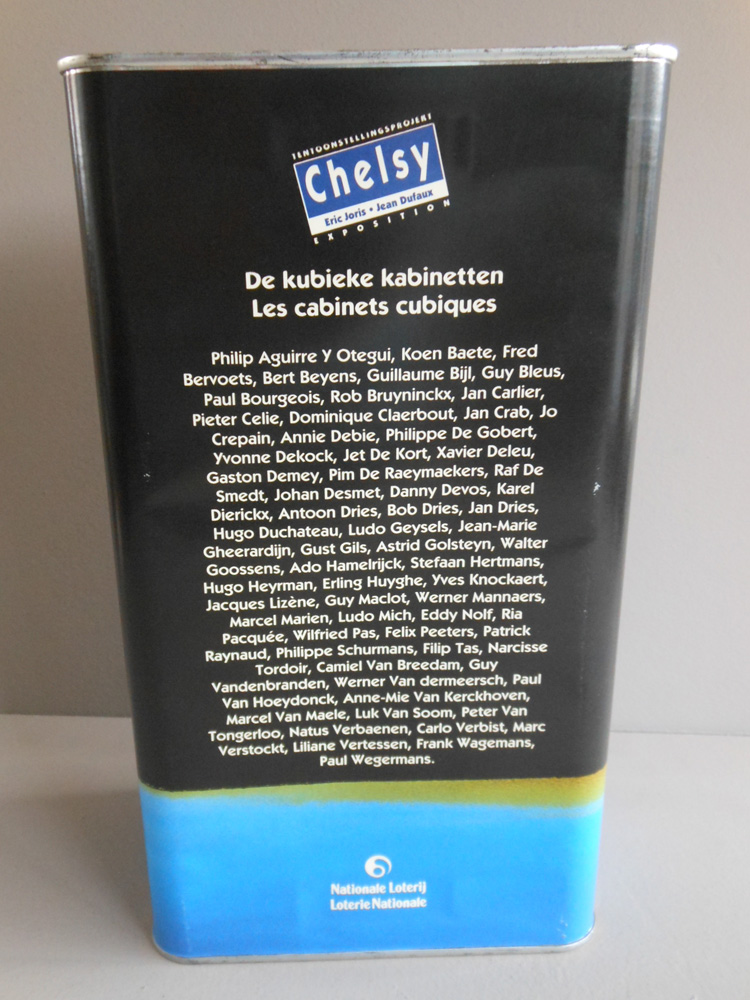 TENTOONSTELLINGSPROJEKT
Chelsy
Eric Joris • Jean Dufaux
EXPOSITION
De kubieke kabinetten
Les cabinets cubiques
Philip Aguirre Y Otegui, Koen Baete, Fred
Bervoets, Bert Beyens, Guillaume Bijl, Guy Bleus,
Paul Bourgeois, Rob Bruyninckx, Jan Carlier,
Pieter Celie, Dominique Claerbout, Jan Crab, Jo
Crepain, Annie Debie, Philippe De Gobert,
Yvonne Dekock, Jet De Kort, Xavier Deleu,
Gaston Demey, Pim De Raeymaekers, Raf De
Smedt, Johan Desmet, Danny Devos, Karel
Dierickx, Antoon Dries, Bob Dries, Jan Dries,
Hugo Duchateau, Ludo Geysels, Jean-Marie
Gheerardijn, Gust Gils, Astrid Golsteyn, Walter
Goossens, Ado Hamelrijck, Stefaan Hertmans,
Hugo Heyrman, Erling Huyghe, Yves Knockaert,
Jacques Lizène, Guy Maclot, Werner Mannaers,
Marcel Marien, Ludo Mich, Eddy Nolf, Ria
Pacquée, Wilfried Pas, Felix Peeters, Patrick
Raynaud, Philippe Schurmans, Filip Tas, Narcisse
Tordoir, Camiel Van Breedam, Guy
Vandenbranden, Werner Van dermeersch, Paul
Van Hoeydonck, Anne-Mie Van Kerckhoven,
Marcel Van Maele, Luk Van Soom, Peter Van
Tongerloo, Natus Verbaenen, Carlo Verbist, Marc
Verstockt, Liliane Vertessen, Frank Wagemans,
Paul Wegermans.
Nationale Loterij
Loterie Nationale